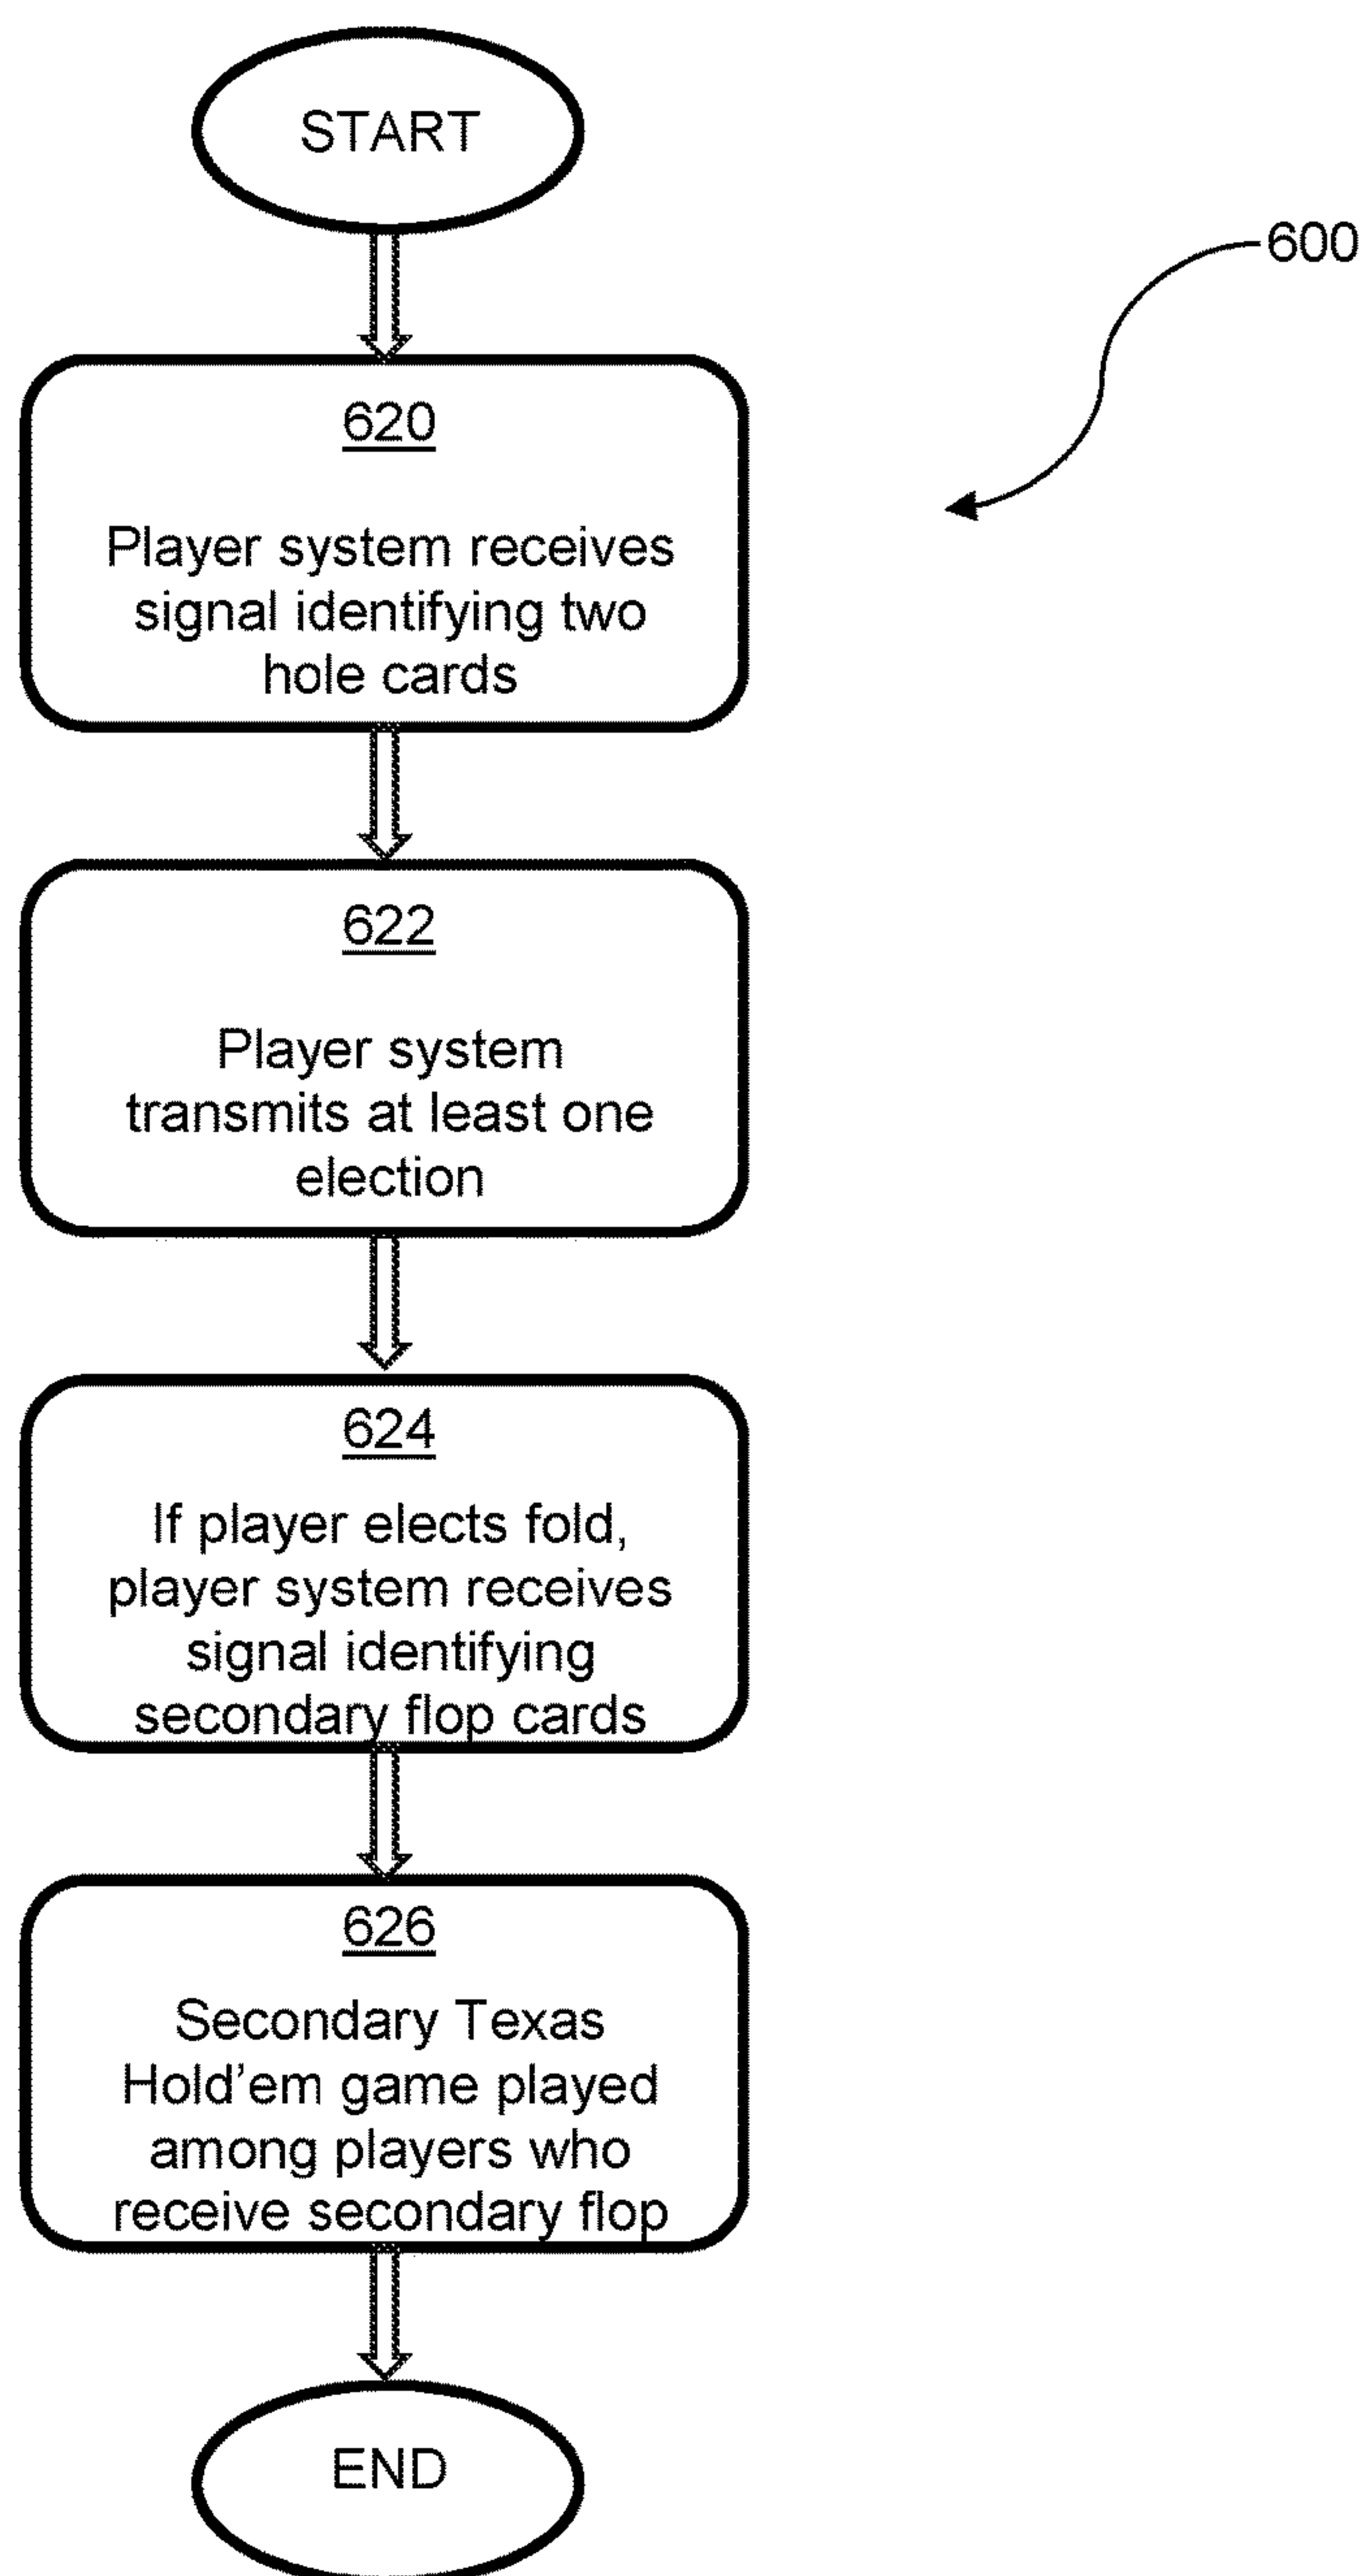 START
600
620
Player system receives
signal identifying two
hole cards
622
Player system
transmits at least one
election
624
If player elects fold,
player system receives
signal identifying
secondary flop cards
626
Secondary Texas
Hold’em game played
among players who
receive secondary flop
END